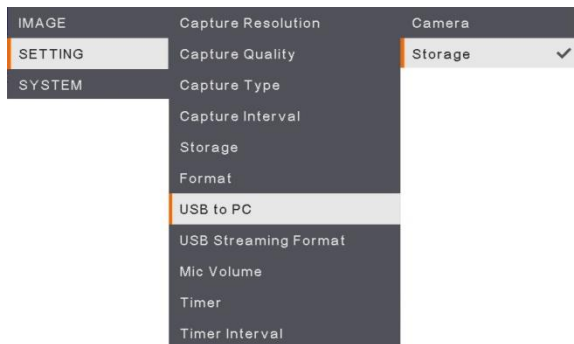 IMAGE
SETTING
SYSTEM
Capture Resolution
Capture Quality
Capture Type
Capture Interval
Storage
Format
USB to PC
USB Streaming Format
Mic Volume
Timer
Timer Interval
Camera
Storage